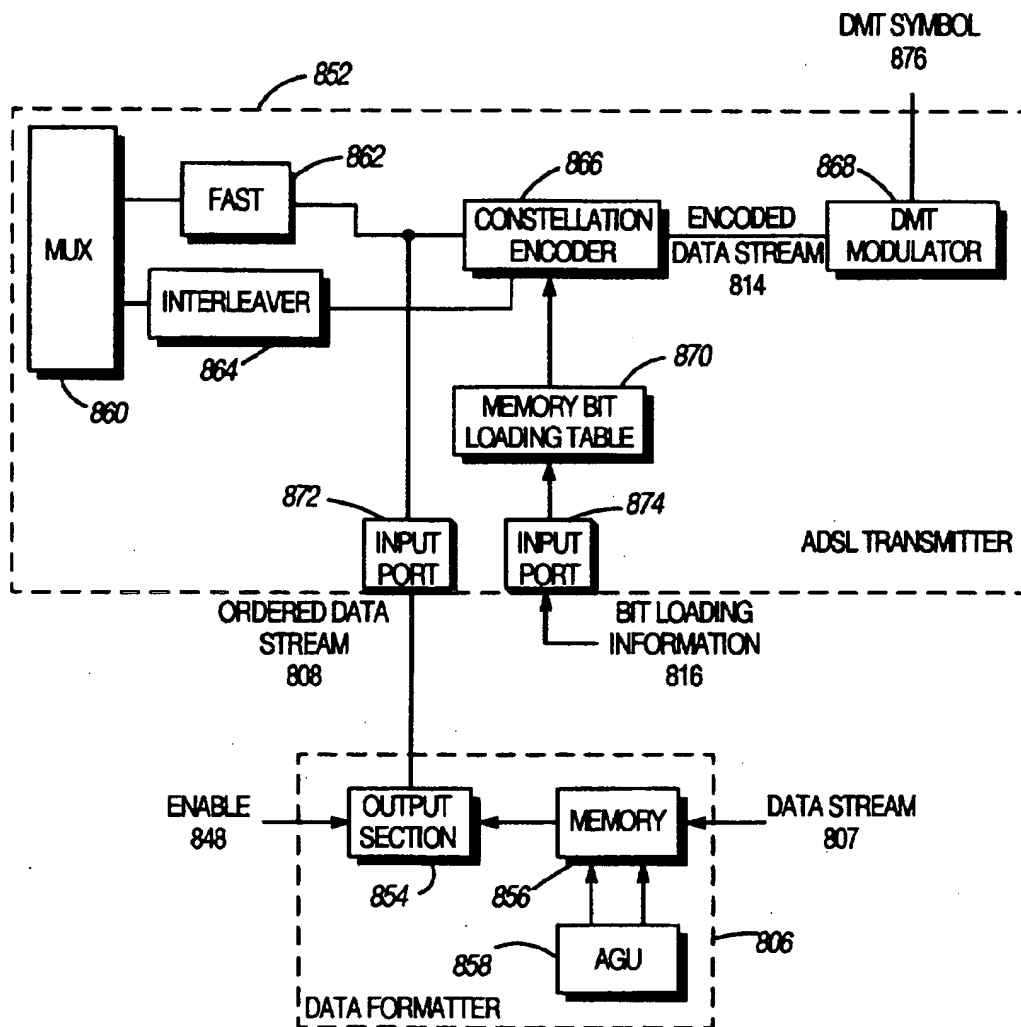 DMT SYMBOL
876
852
862
866
868
MUX
FAST
CONSTELLATION
ENCODER
ENCODED
DATA STREAM
814
DMT
MODULATOR
INTERLEAVER
864
860
870
MEMORY BIT
LOADING TABLE
872
874
INPUT
PORT
INPUT
PORT
ADSL TRANSMITTER
ORDERED DATA
STREAM
808
BIT LOADING
INFORMATION
816
ENABLE
848
OUTPUT
SECTION
MEMORY
DATA STREAM
807
854
856
858
AGU
806
DATA FORMATTER